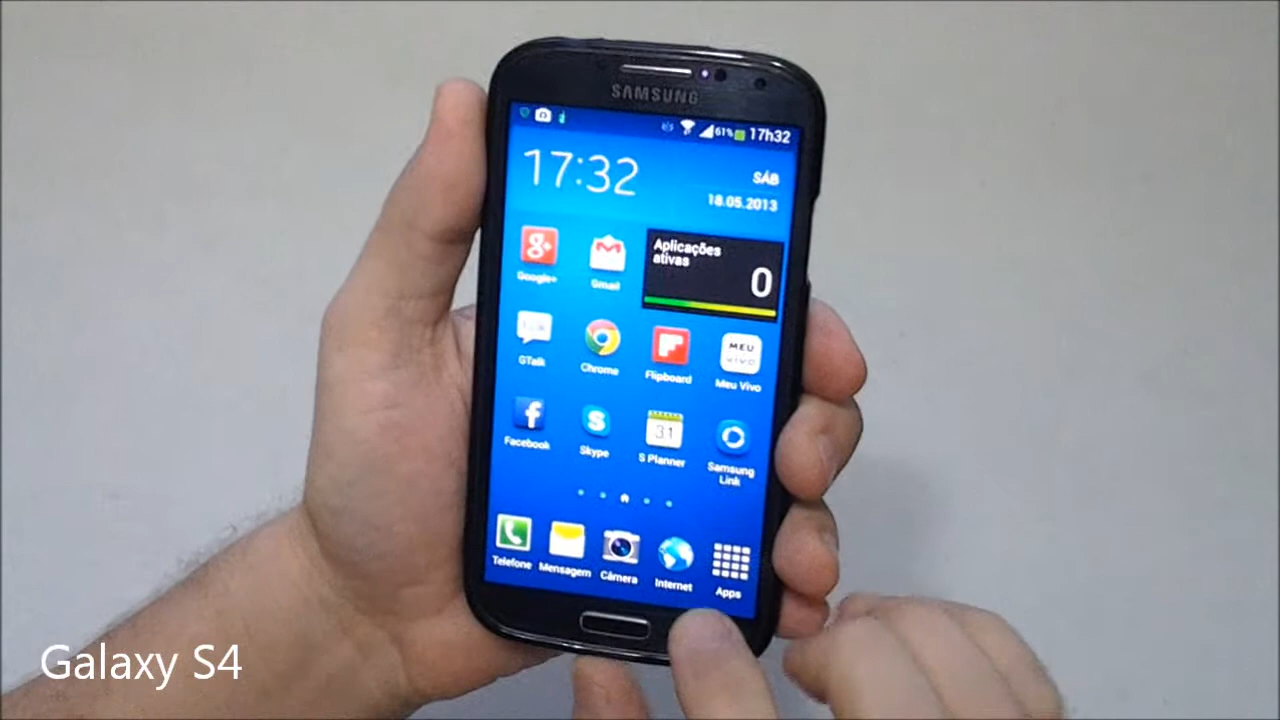 SAMSUNG
61% 17h32
17:32
SÁB
18.05.2013
Aplicações
ativas
0
Google+
Gmail
GTalk
Chrome
Flipboard
MEU
vivo
Meu Vivo
Facebook
Skype
31
S Planner
Samsung
Link
Telefone
Mensagem
Câmera
Internet
Apps
Galaxy S4